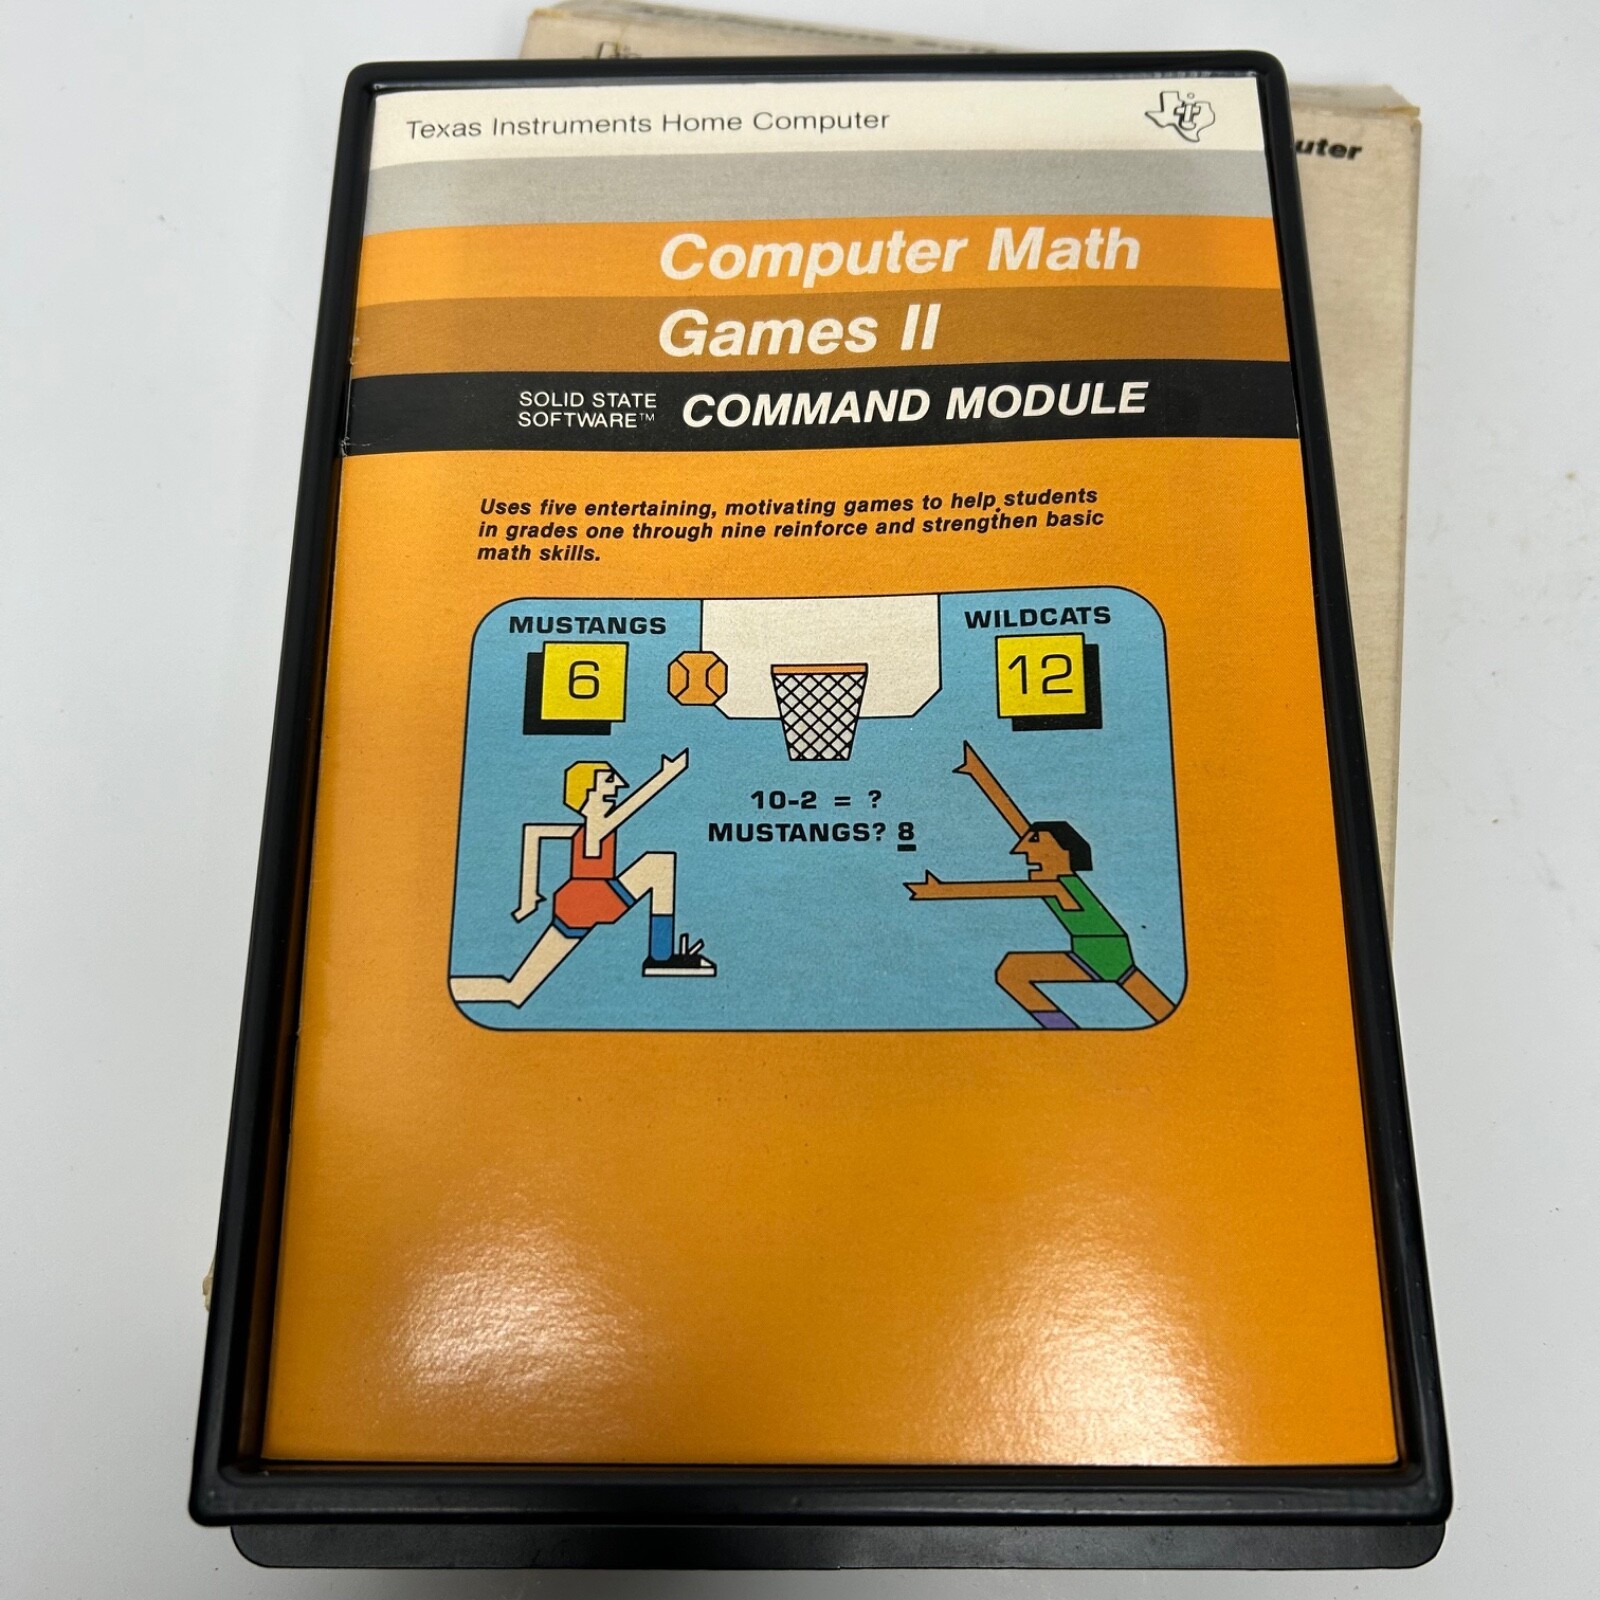 uter
Texas Instruments Home Computer
Computer Math
Games II
SOLID STATE
SOFTWARE™ COMMAND MODULE
Uses five entertaining, motivating games to help students
in grades one through nine reinforce and strengthen basic
math skills.
MUSTANGS WILDCATS
6 12
10-2 = ?
MUSTANGS? 8